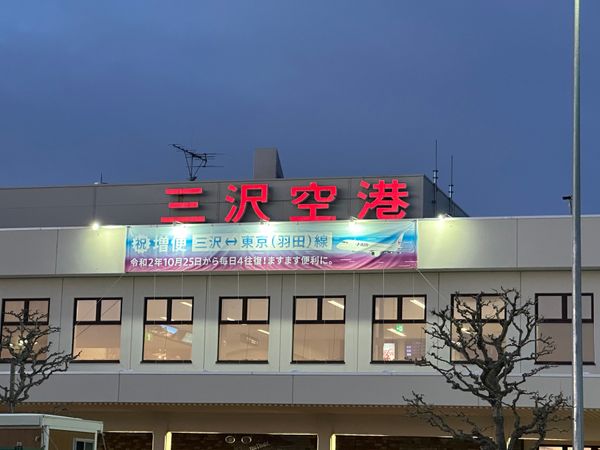 三沢空港
祝 増便 三沢⇔東京(羽田)線
令和2年10月25日から毎日4往復！ますます便利に。